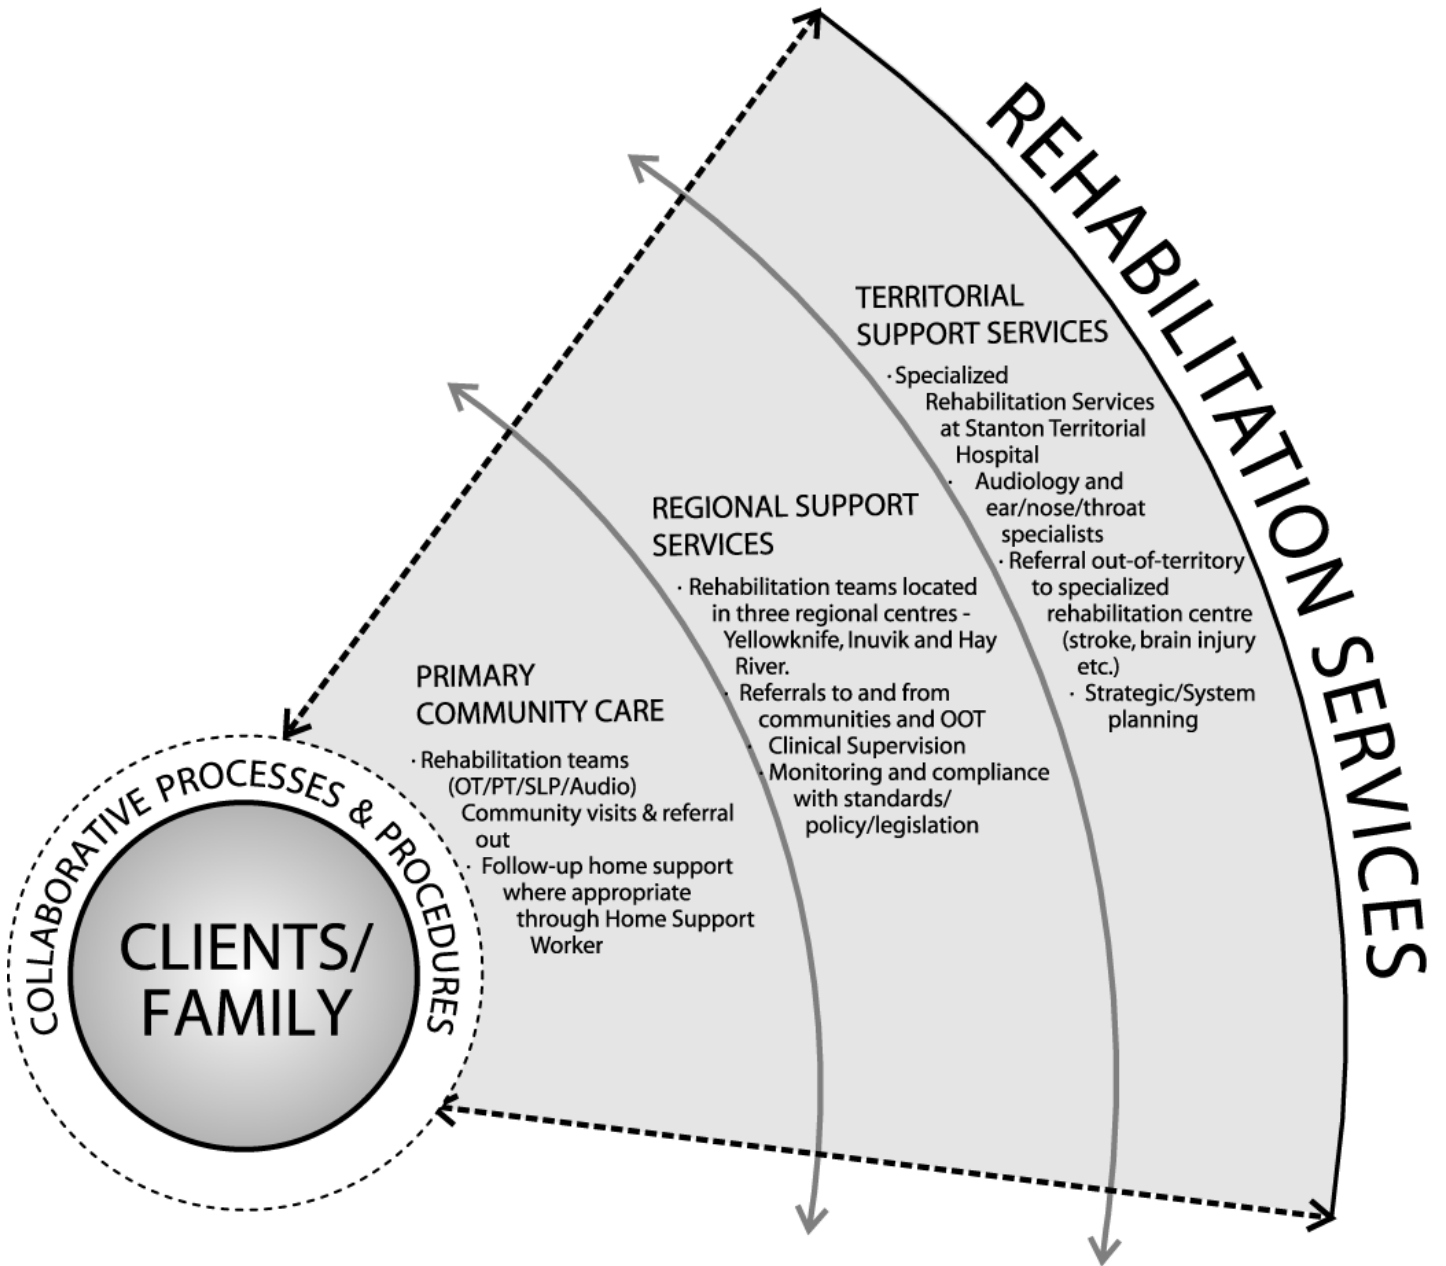 REHABILITATION SERVICES
TERRITORIAL
SUPPORT SERVICES
· Specialized
Rehabilitation Services
at Stanton Territorial
Hospital
· Audiology and
ear/nose/throat
specialists
· Referral out-of-territory
to specialized
rehabilitation centre
(stroke, brain injury
etc.)
· Strategic/System
planning
REGIONAL SUPPORT
SERVICES
· Rehabilitation teams located
in three regional centres -
Yellowknife, Inuvik and Hay
River.
· Referrals to and from
communities and OOT
· Clinical Supervision
· Monitoring and compliance
with standards/
policy/legislation
PRIMARY
COMMUNITY CARE
· Rehabilitation teams
(OT/PT/SLP/Audio)
Community visits & referral
out
· Follow-up home support
where appropriate
through Home Support
Worker
COLLABORATIVE PROCESSES & PROCEDURES
CLIENTS/
FAMILY